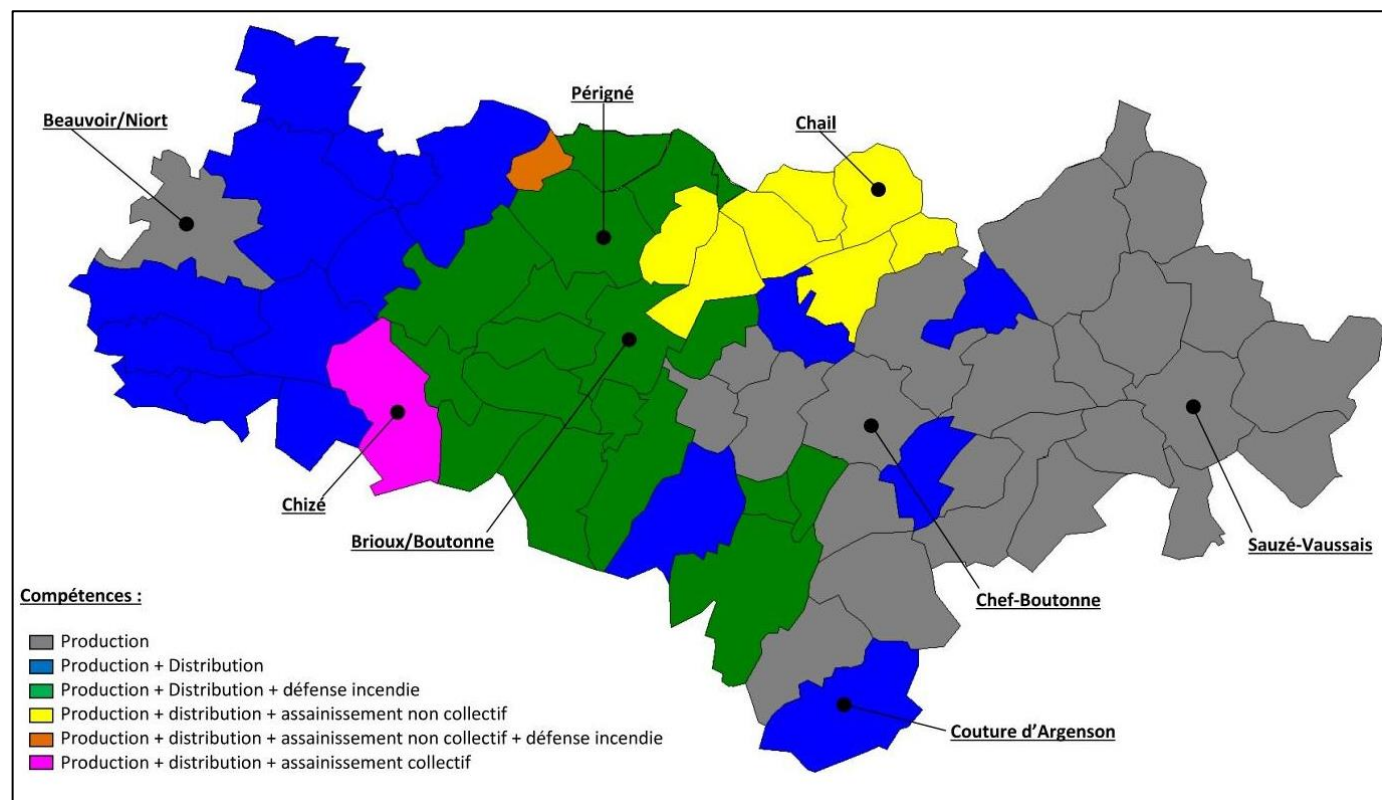 Périgné
Beauvoir/Niort
Chail
Chizé
Brioux/Boutonne
Sauzé-Vaussais
Chef-Boutonne
Couture d’Argenson
Compétences :
Production
Production + Distribution
Production + Distribution + défense incendie
Production + distribution + assainissement non collectif
Production + distribution + assainissement non collectif + défense incendie
Production + distribution + assainissement collectif